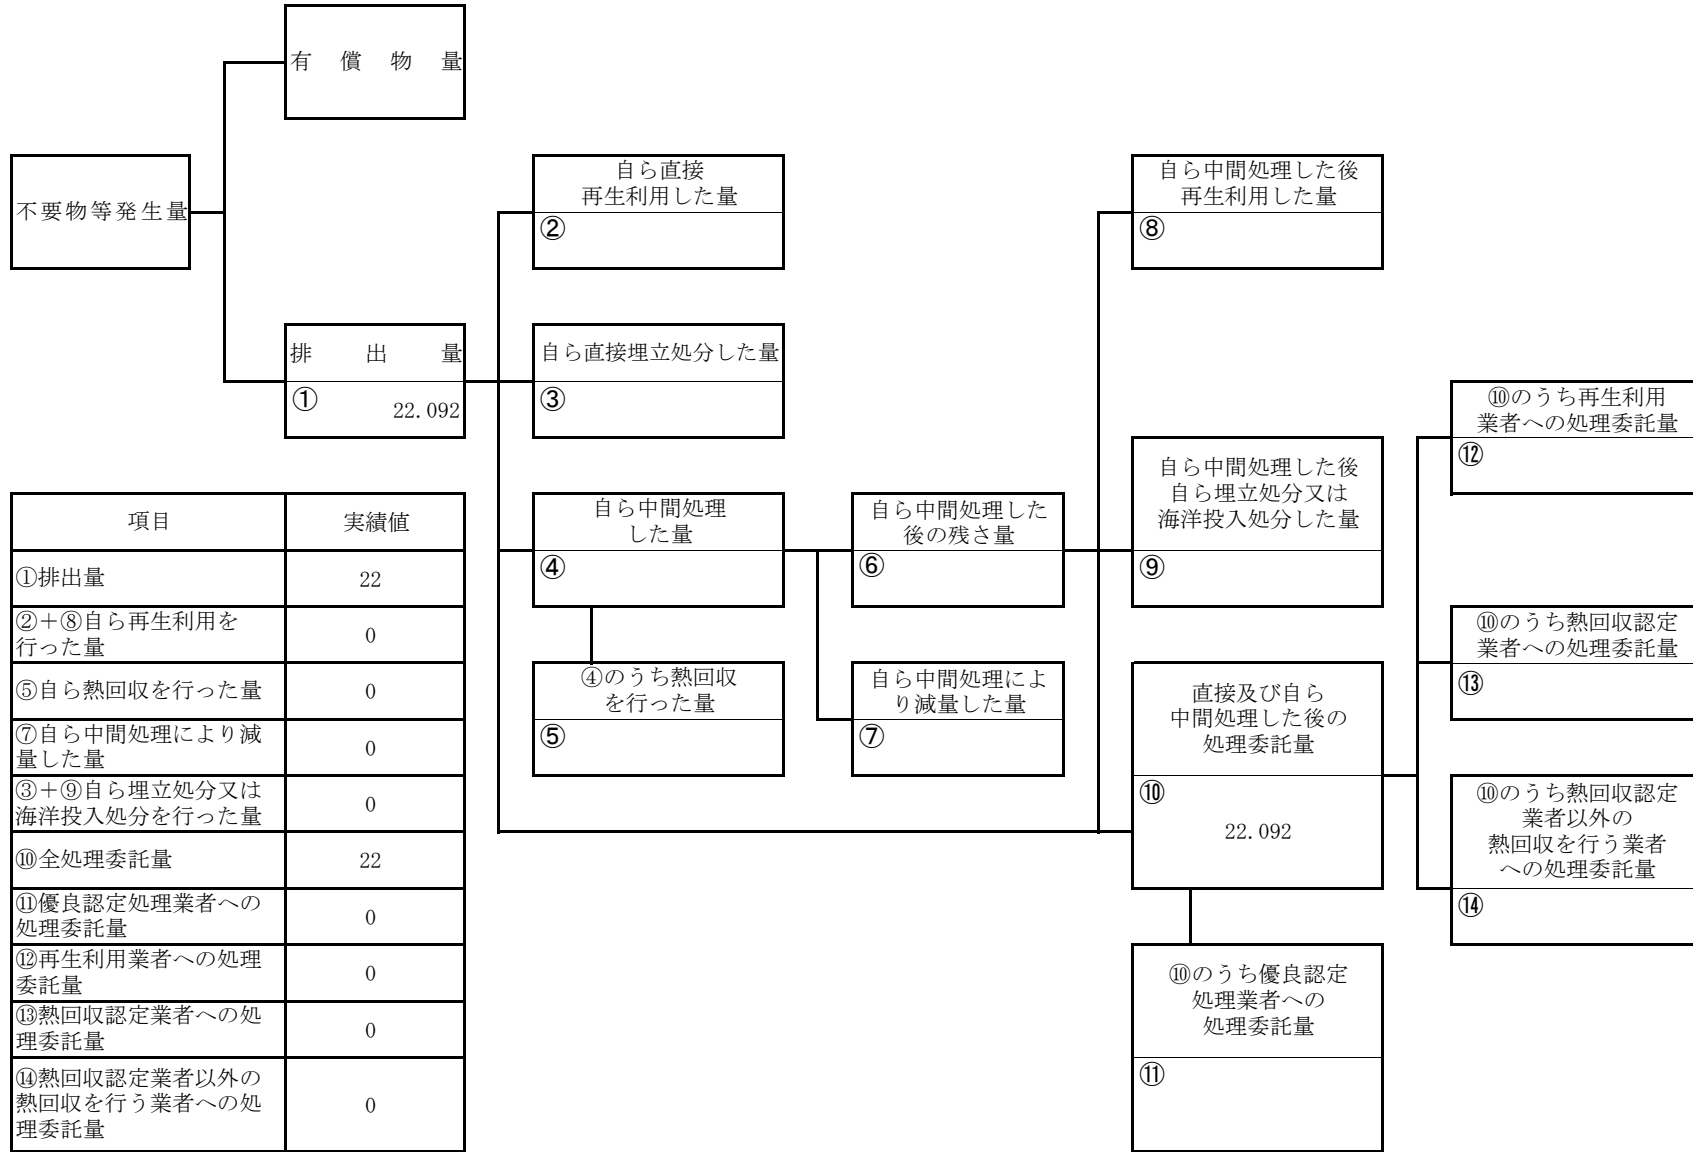 有償物量
不要物等発生量
自ら直接
再生利用した量
②
自ら中間処理した後
再生利用した量
⑧
排出量
①
22.092
自ら直接埋立処分した量
③
⑩のうち再生利用
業者への処理委託量
⑫
自ら中間処理
した量
④
自ら中間処理した
後の残さ量
⑥
自ら中間処理した後
自ら埋立処分又は
海洋投入処分した量
⑨
⑩のうち熱回収認定
業者への処理委託量
⑬
④のうち熱回収
を行った量
⑤
自ら中間処理によ
り減量した量
⑦
直接及び自ら
中間処理した後の
処理委託量
⑩
22.092
⑩のうち熱回収認定
業者以外の
熱回収を行う業者
への処理委託量
⑭
⑩のうち優良認定
処理業者への
処理委託量
⑪
項目 実績値
①排出量 22
②+⑧自ら再生利用を
行った量 0
⑤自ら熱回収を行った量 0
⑦自ら中間処理により減
量した量 0
③+⑨自ら埋立処分又は
海洋投入処分を行った量 0
⑩全処理委託量 22
⑪優良認定処理業者への
処理委託量 0
⑫再生利用業者への処理
委託量 0
⑬熱回収認定業者への処
理委託量 0
⑭熱回収認定業者以外の
熱回収を行う業者への処
理委託量 0